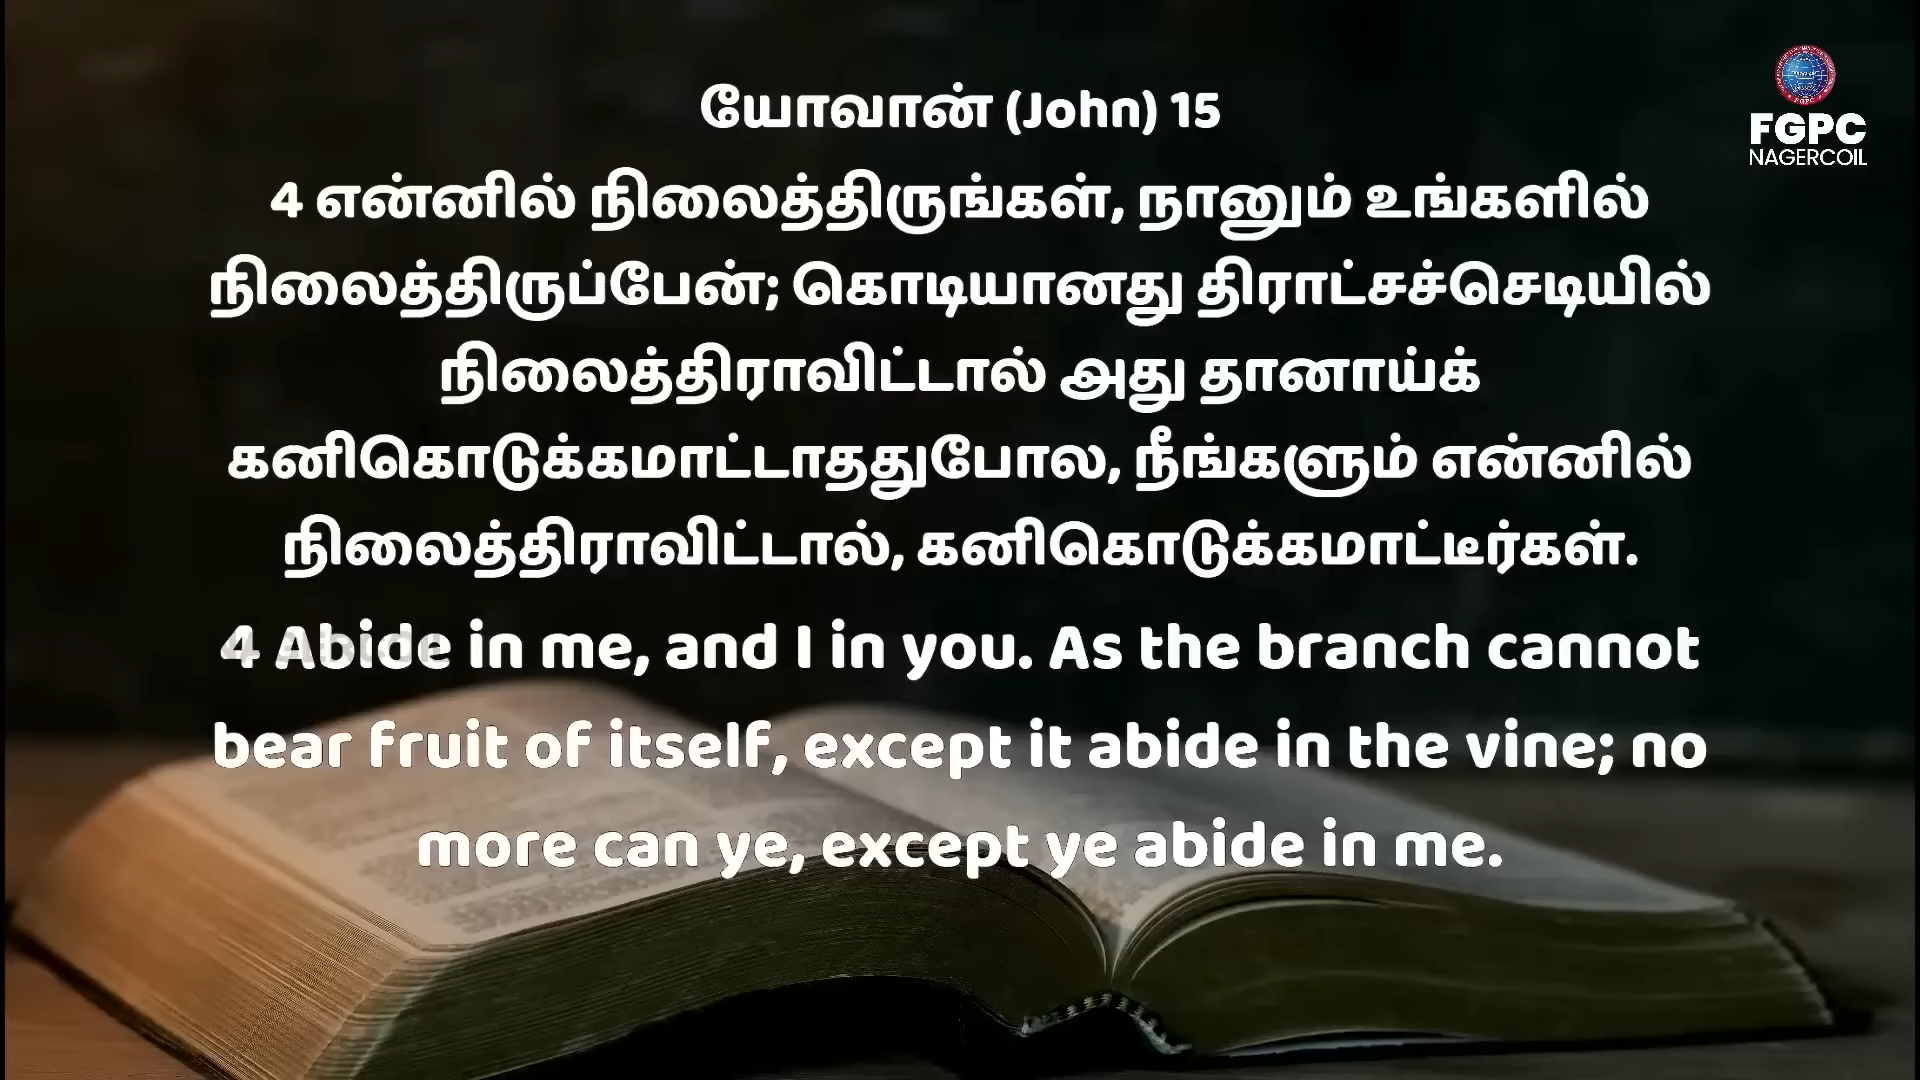 FGPC
NAGERCOIL
யோவான் (John) 15
4 என்னில் நிலைத்திருங்கள், நானும் உங்களில்
நிலைத்திருப்பேன்; கொடியானது திராட்சச்செடியில்
நிலைத்திராவிட்டால் அது தானாய்க்
கனிகொடுக்கமாட்டாததுபோல, நீங்களும் என்னில்
நிலைத்திராவிட்டால், கனிகொடுக்கமாட்டீர்கள்.
4 Abide in me, and I in you. As the branch cannot
bear fruit of itself, except it abide in the vine; no
more can ye, except ye abide in me.